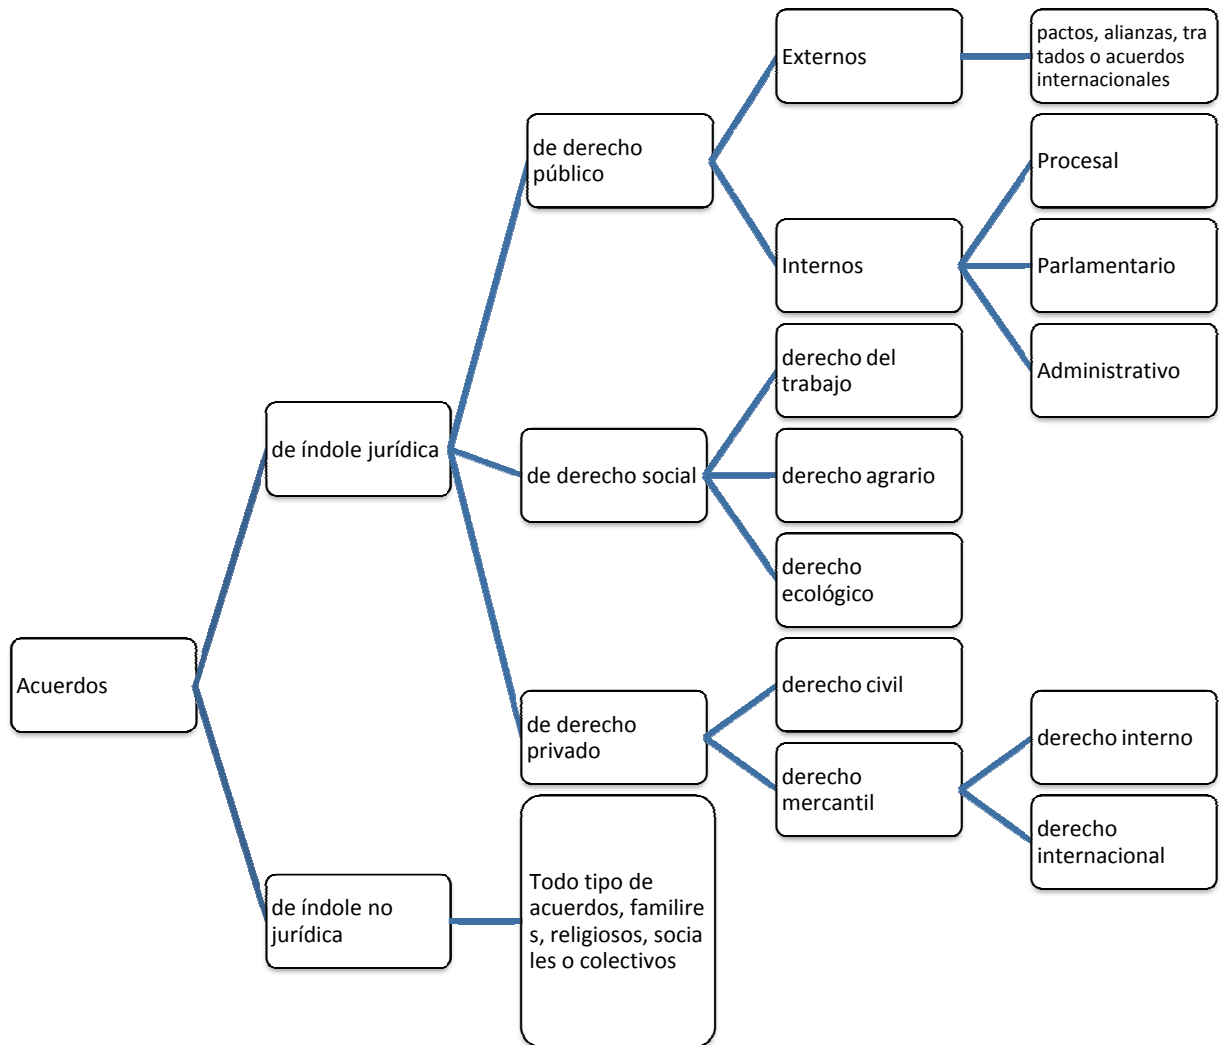 Acuerdos
de índole jurídica
de derecho
público
Externos
pactos, alianzas, tra
tados o acuerdos
internacionales
Internos
Procesal
Parlamentario
Administrativo
de derecho social
derecho del
trabajo
derecho agrario
derecho
ecológico
de derecho
privado
derecho civil
derecho
mercantil
derecho interno
derecho
internacional
de índole no
jurídica
Todo tipo de
acuerdos, familire
s, religiosos, socia
les o colectivos